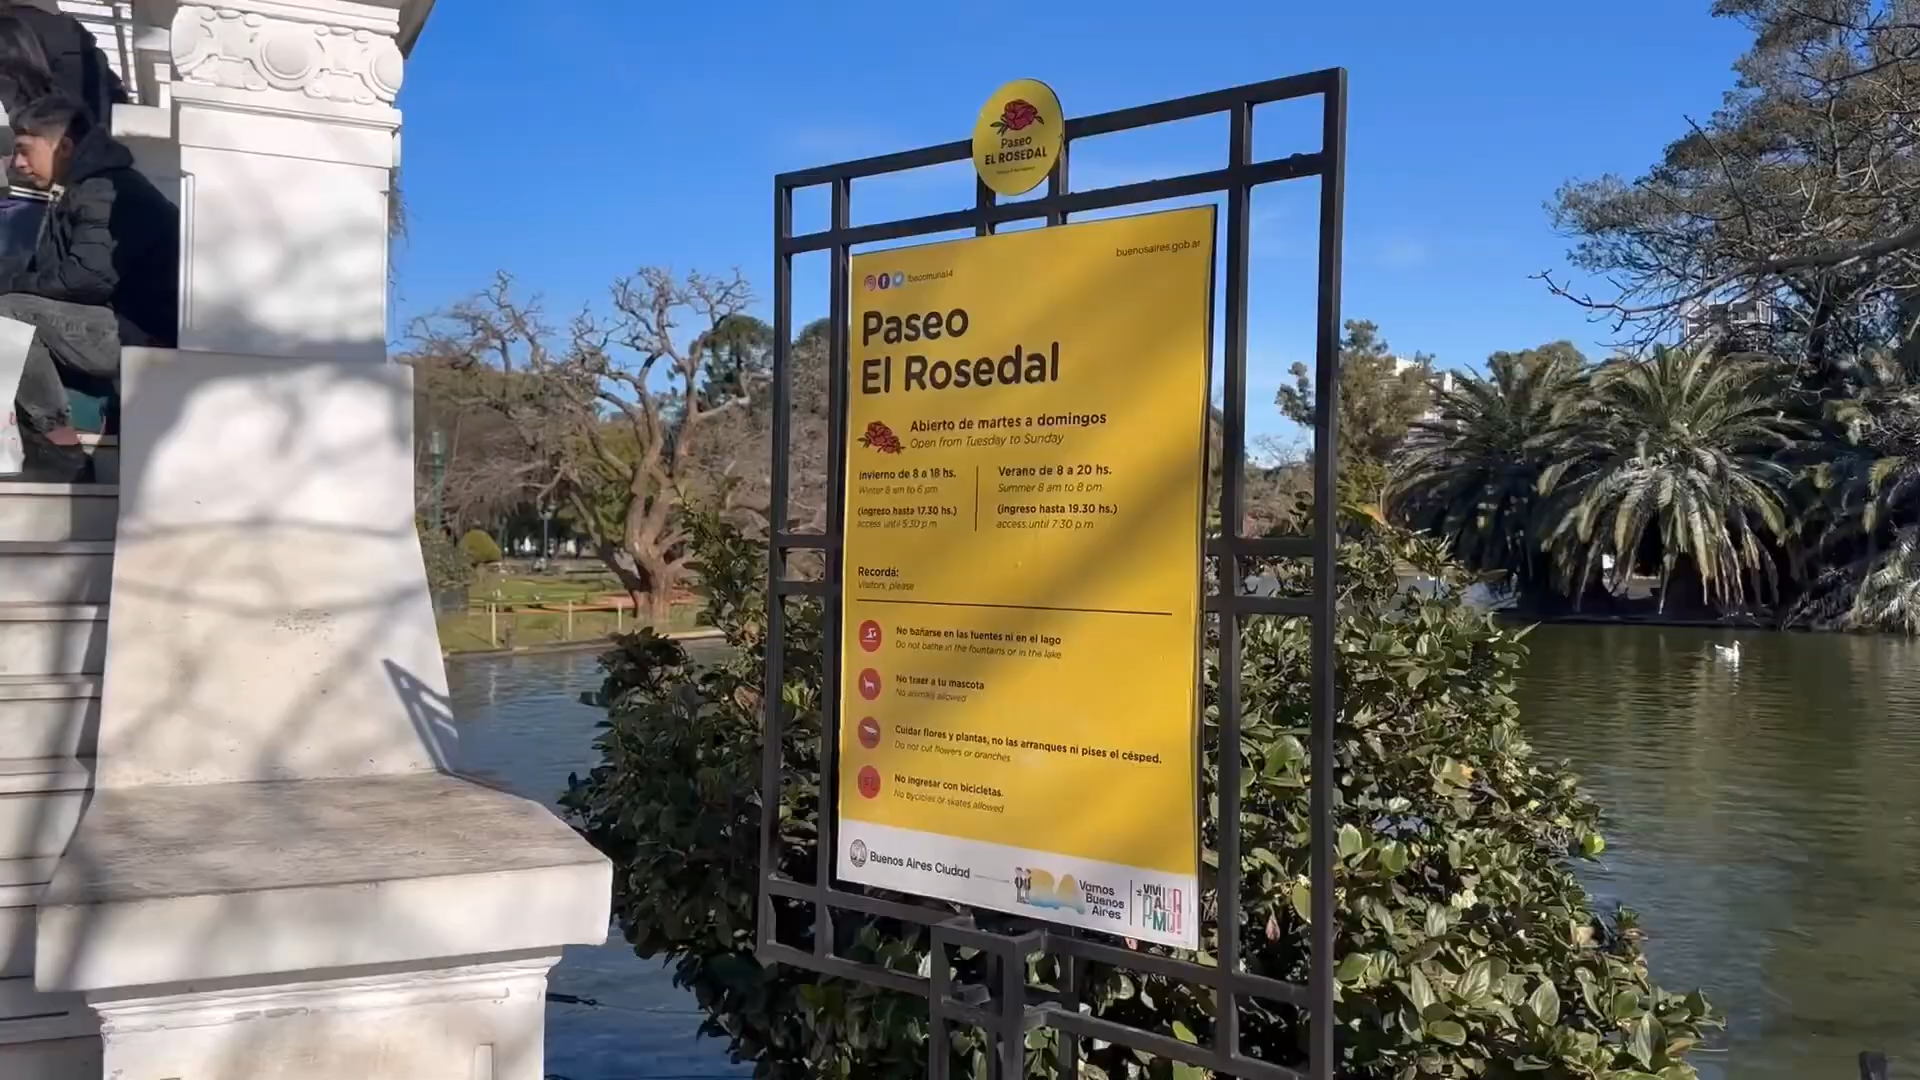 Paseo
EL ROSEDAL
buenosaires.gob.ar
/bacomuna14
Paseo
El Rosedal
Abierto de martes a domingos
Open from Tuesday to Sunday
Invierno de 8 a 18 hs.
Winter 8 am to 6 pm
(ingreso hasta 17.30 hs.)
access until 5:30 p.m
Verano de 8 a 20 hs.
Summer 8 am to 8 pm
(ingreso hasta 19.30 hs.)
access until 7:30 p.m
Recordá:
Visitors, please
No bañarse en las fuentes ni en el lago
Do not bathe in the fountains or in the lake
No traer a tu mascota
No animals allowed
Cuidar flores y plantas, no las arranques ni pises el césped.
Do not cut flowers or branches
No ingresar con bicicletas.
No bycicles or skates allowed
Buenos Aires Ciudad
BA
Vamos
Buenos
Aires